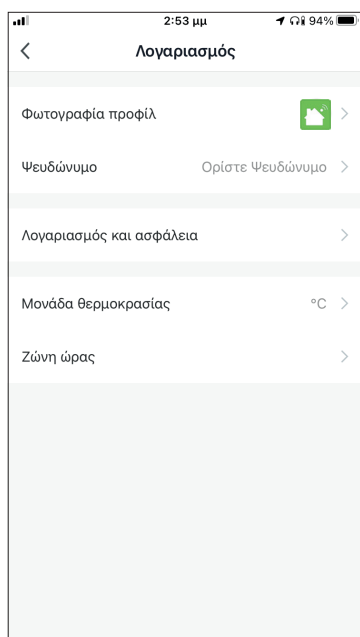 2:53 μμ 94%
Λογαριασμός
Φωτογραφία προφίλ
Ψευδώνυμο Ορίστε Ψευδώνυμο
Λογαριασμός και ασφάλεια
Μονάδα θερμοκρασίας °C
Ζώνη ώρας